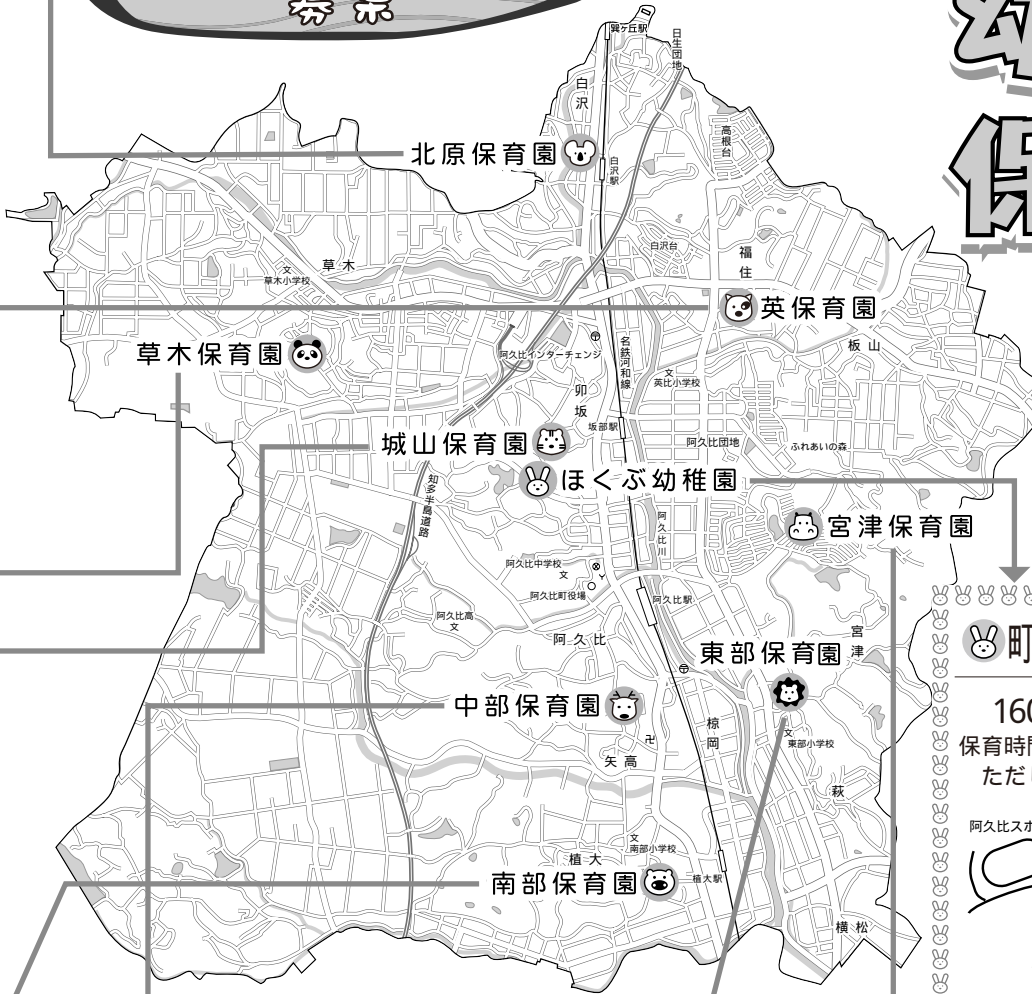 巽ヶ丘駅
日生団地
白沢
高根台
北原保育園
白沢駅
白沢台
福住
草木
文
草木小学校
英保育園
草木保育園
阿久比インターチェンジ
名鉄河和線
板山
文
英比小学校
卯坂
坂部駅
城山保育園
阿久比団地
ふれあいの森
ほくぶ幼稚園
知多半島道路
阿久比川
宮津保育園
阿久比中学校
文
阿久比町役場
阿久比駅
阿久比高
文
阿久比
宮津
東部保育園
町
160
保育時間
ただし
中部保育園
椋岡
文
東部小学校
矢高
萩
阿久比スポ
文
南部小学校
植大
南部保育園
植大駅
横松